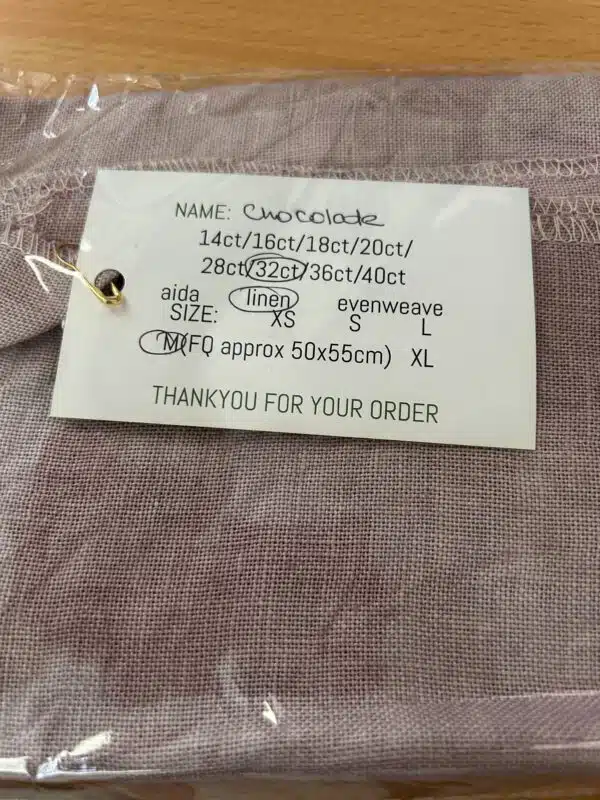 NAME: Chocolate
14ct/16ct/18ct/20ct/
28ct/32ct/36ct/40ct
aida linen evenweave
SIZE: XS S L
M(FQ approx 50x55cm) XL
THANKYOU FOR YOUR ORDER